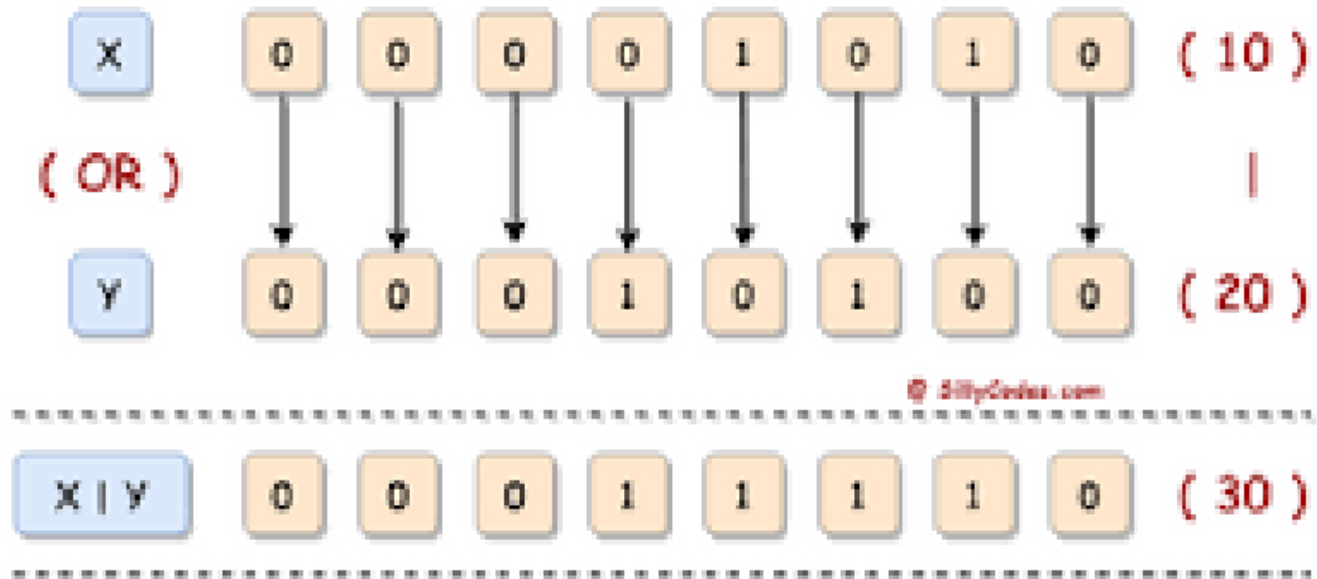 X 0 0 0 0 1 0 1 0 ( 10 )
( OR ) |
Y 0 0 0 1 0 1 0 0 ( 20 )
@ SillyCodes.com
X | Y 0 0 0 1 1 1 1 0 ( 30 )